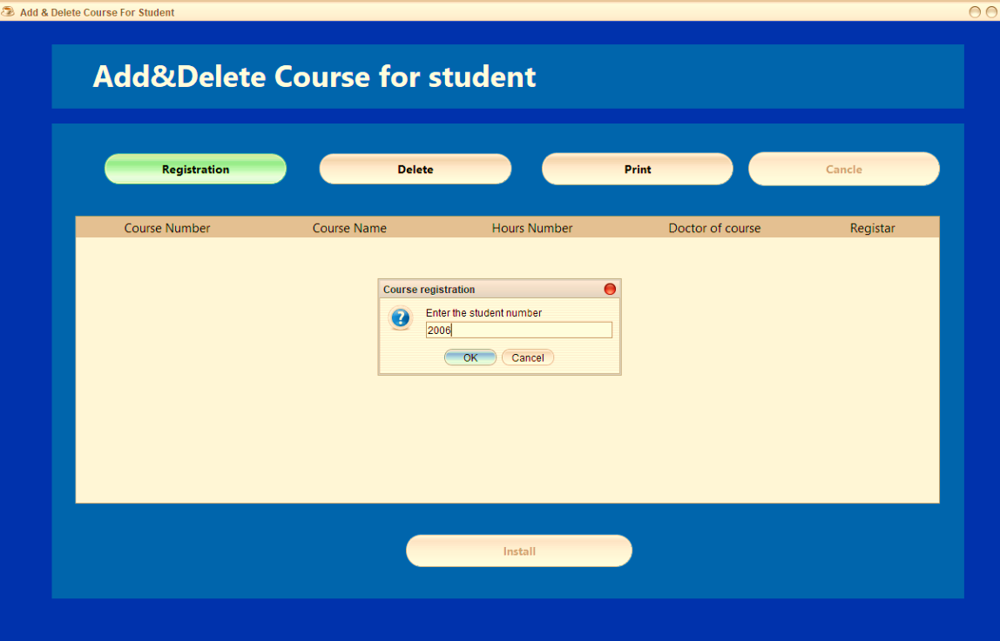 Add & Delete Course For Student
Add&Delete Course for student
Registration Delete Print Cancle
Course Number Course Name Hours Number Doctor of course Registar
Course registration
Enter the student number
2006
OK Cancel
Install